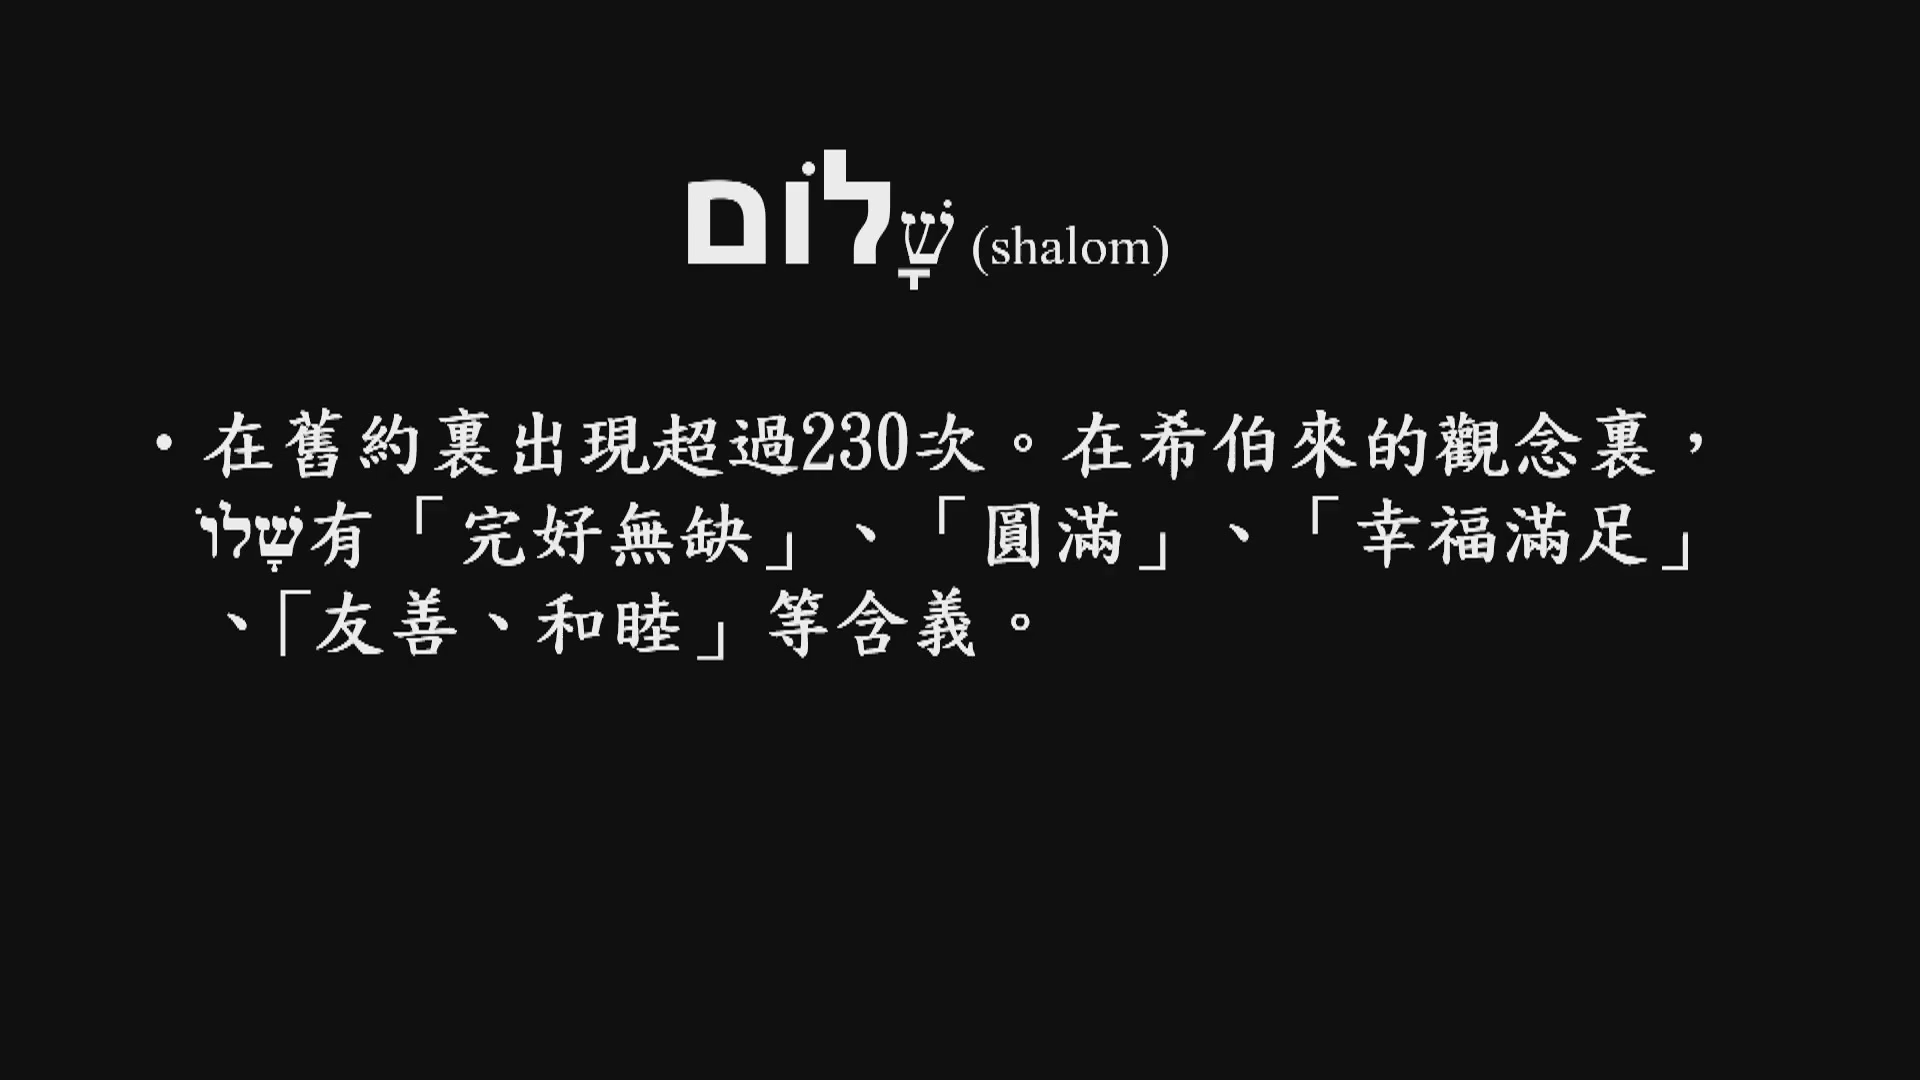 שָׁלוֹם (shalom)
•在舊約裏出現超過230次。在希伯來的觀念裏，
שָׁלוֹ有「完好無缺」、「圓滿」、「幸福滿足」
、「友善、和睦」等含義。